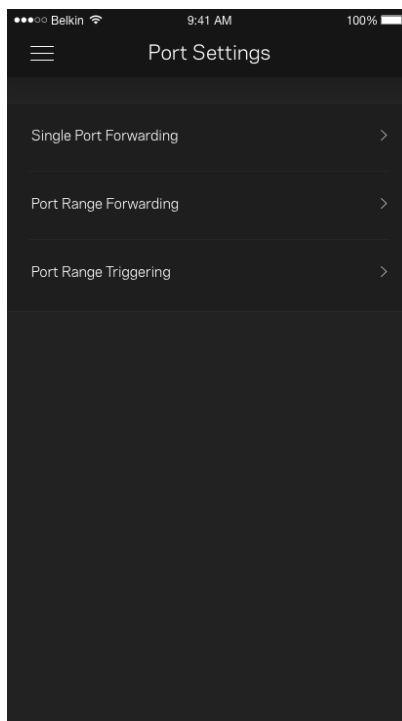 Belkin 9:41 AM 100%
Port Settings
Single Port Forwarding
Port Range Forwarding
Port Range Triggering